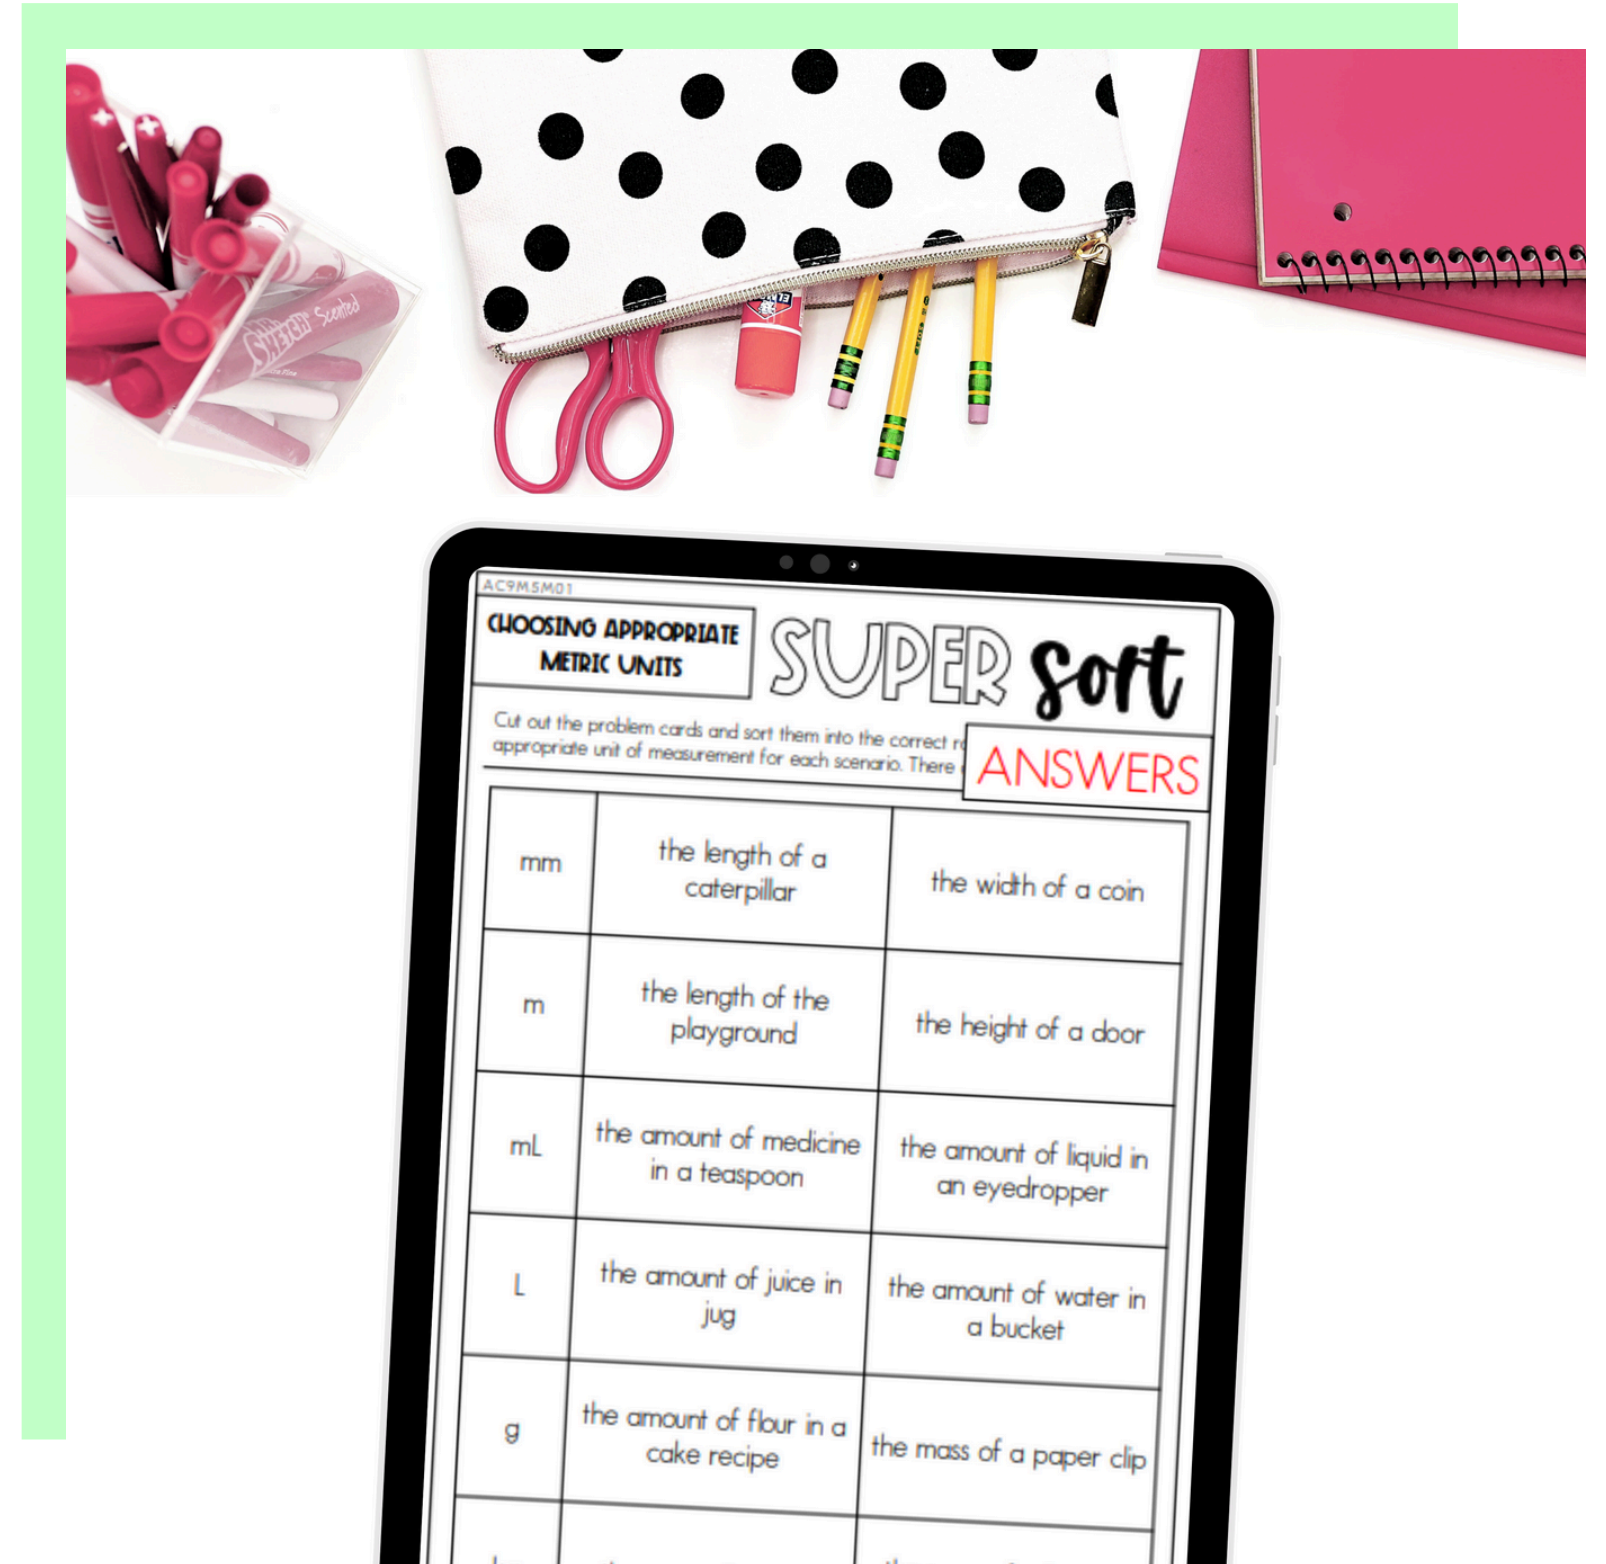 SKETCH Scented
AC9M5M01
CHOOSING APPROPRIATE
METRIC UNITS
SUPER sort
Cut out the problem cards and sort them into the correct
appropriate unit of measurement for each scenario. There
ANSWERS
mm
the length of a
caterpillar
the width of a coin
m
the length of the
playground
the height of a door
mL
the amount of medicine
in a teaspoon
the amount of liquid in
an eyedropper
L
the amount of juice in
jug
the amount of water in
a bucket
g
the amount of flour in a
cake recipe
the mass of a paper clip